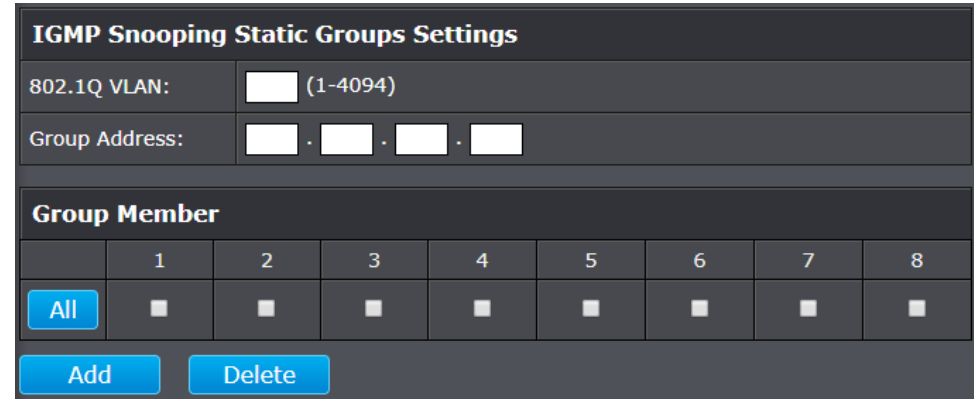 IGMP Snooping Static Groups Settings
802.1Q VLAN: (1-4094)
Group Address: . . .
Group Member
1 2 3 4 5 6 7 8
All
Add Delete